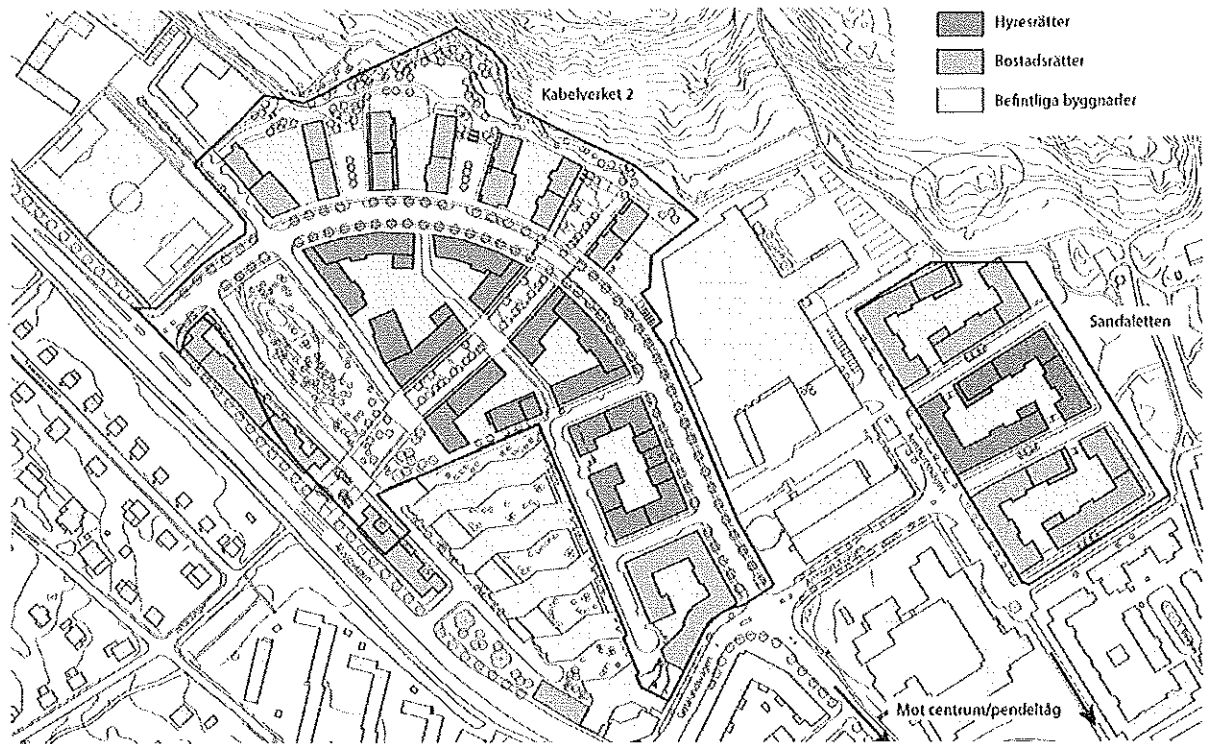 Hyresrätter
Bostadsrätter
Befintliga byggnader
Kabelverket 2
Sandaletten
Mot centrum/pendeltåg